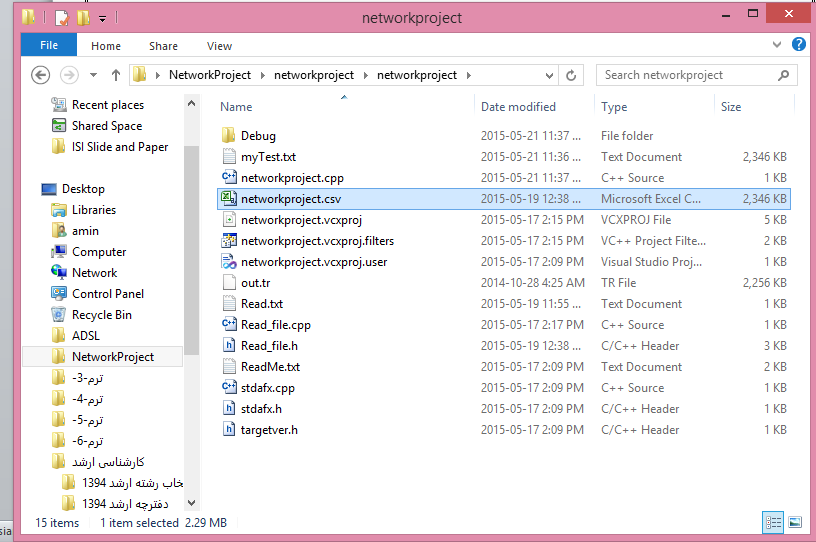 networkproject
File Home Share View
NetworkProject networkproject networkproject Search networkproject
Recent places
Shared Space
ISI Slide and Paper
Desktop
Libraries
amin
Computer
Network
Control Panel
Recycle Bin
ADSL
NetworkProject
ترم-3-
ترم-4-
ترم-5-
ترم-6-
کارشناسی ارشد
خاب رشته ارشد 1394
دفترچه ارشد 1394
Name Date modified Type Size
Debug 2015-05-21 11:37 ... File folder
myTest.txt 2015-05-21 11:36 ... Text Document 2,346 KB
networkproject.cpp 2015-05-21 11:37 ... C++ Source 1 KB
networkproject.csv 2015-05-19 12:38 ... Microsoft Excel C... 2,346 KB
networkproject.vcxproj 2015-05-17 2:15 PM VCXPROJ File 5 KB
networkproject.vcxproj.filters 2015-05-17 2:15 PM VC++ Project Filte... 2 KB
networkproject.vcxproj.user 2015-05-17 2:09 PM Visual Studio Proj... 1 KB
out.tr 2014-10-28 4:25 AM TR File 2,256 KB
Read.txt 2015-05-19 11:55 ... Text Document 1 KB
Read_file.cpp 2015-05-17 2:17 PM C++ Source 1 KB
Read_file.h 2015-05-19 12:38 ... C/C++ Header 3 KB
ReadMe.txt 2015-05-17 2:09 PM Text Document 2 KB
stdafx.cpp 2015-05-17 2:09 PM C++ Source 1 KB
stdafx.h 2015-05-17 2:09 PM C/C++ Header 1 KB
targetver.h 2015-05-17 2:09 PM C/C++ Header 1 KB
15 items 1 item selected 2.29 MB